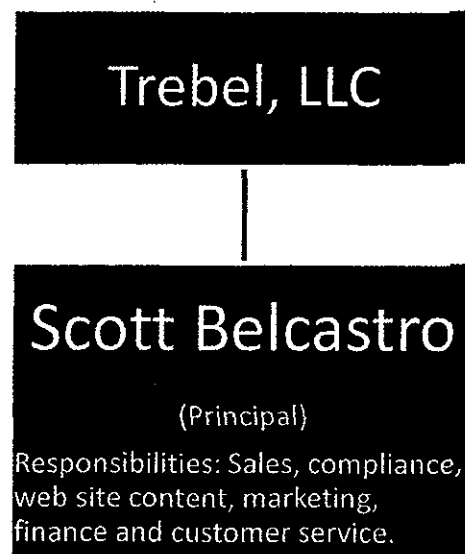 Trebel, LLC
Scott Belcastro
(Principal)
Responsibilities: Sales, compliance,
web site content, marketing,
finance and customer service.